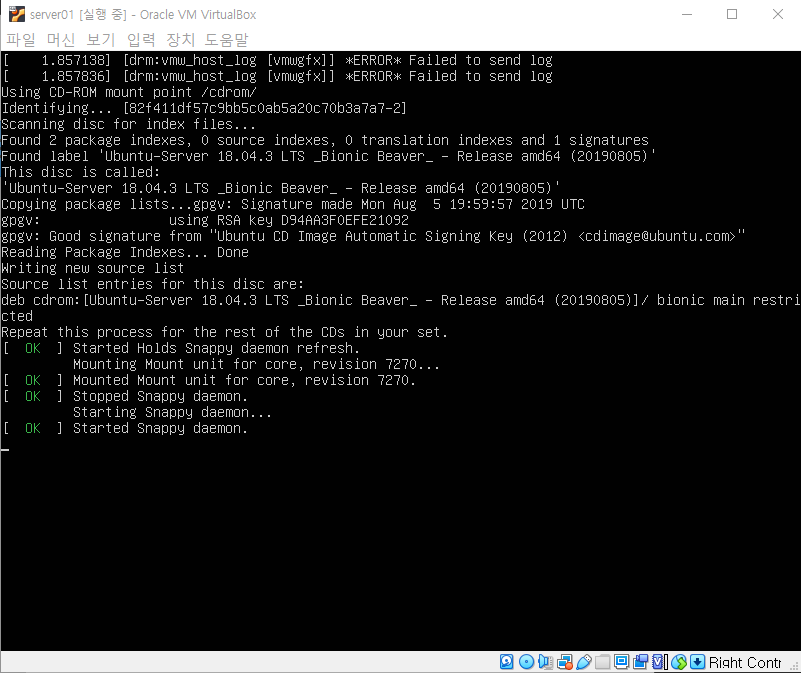 server01 [실행 중] - Oracle VM VirtualBox
파일 머신 보기 입력 장치 도움말
[    1.857138] [drm:vmw_host_log [vmwgfx]] *ERROR* Failed to send log
[    1.857836] [drm:vmw_host_log [vmwgfx]] *ERROR* Failed to send log
Using CD-ROM mount point /cdrom/
Identifying... [82f411df57c9bb5c0ab5a20c70b3a7a7-2]
Scanning disc for index files...
Found 2 package indexes, 0 source indexes, 0 translation indexes and 1 signatures
Found label 'Ubuntu-Server 18.04.3 LTS _Bionic Beaver_ - Release amd64 (20190805)'
This disc is called:
'Ubuntu-Server 18.04.3 LTS _Bionic Beaver_ - Release amd64 (20190805)'
Copying package lists...gpgv: Signature made Mon Aug  5 19:59:57 2019 UTC
gpgv:                using RSA key D94AA3F0EFE21092
gpgv: Good signature from "Ubuntu CD Image Automatic Signing Key (2012) <cdimage@ubuntu.com>"
Reading Package Indexes... Done
Writing new source list
Source list entries for this disc are:
deb cdrom:[Ubuntu-Server 18.04.3 LTS _Bionic Beaver_ - Release amd64 (20190805)]/ bionic main restri
cted
Repeat this process for the rest of the CDs in your set.
[  OK  ] Started Holds Snappy daemon refresh.
         Mounting Mount unit for core, revision 7270...
[  OK  ] Mounted Mount unit for core, revision 7270.
[  OK  ] Stopped Snappy daemon.
         Starting Snappy daemon...
[  OK  ] Started Snappy daemon.
Right Contr